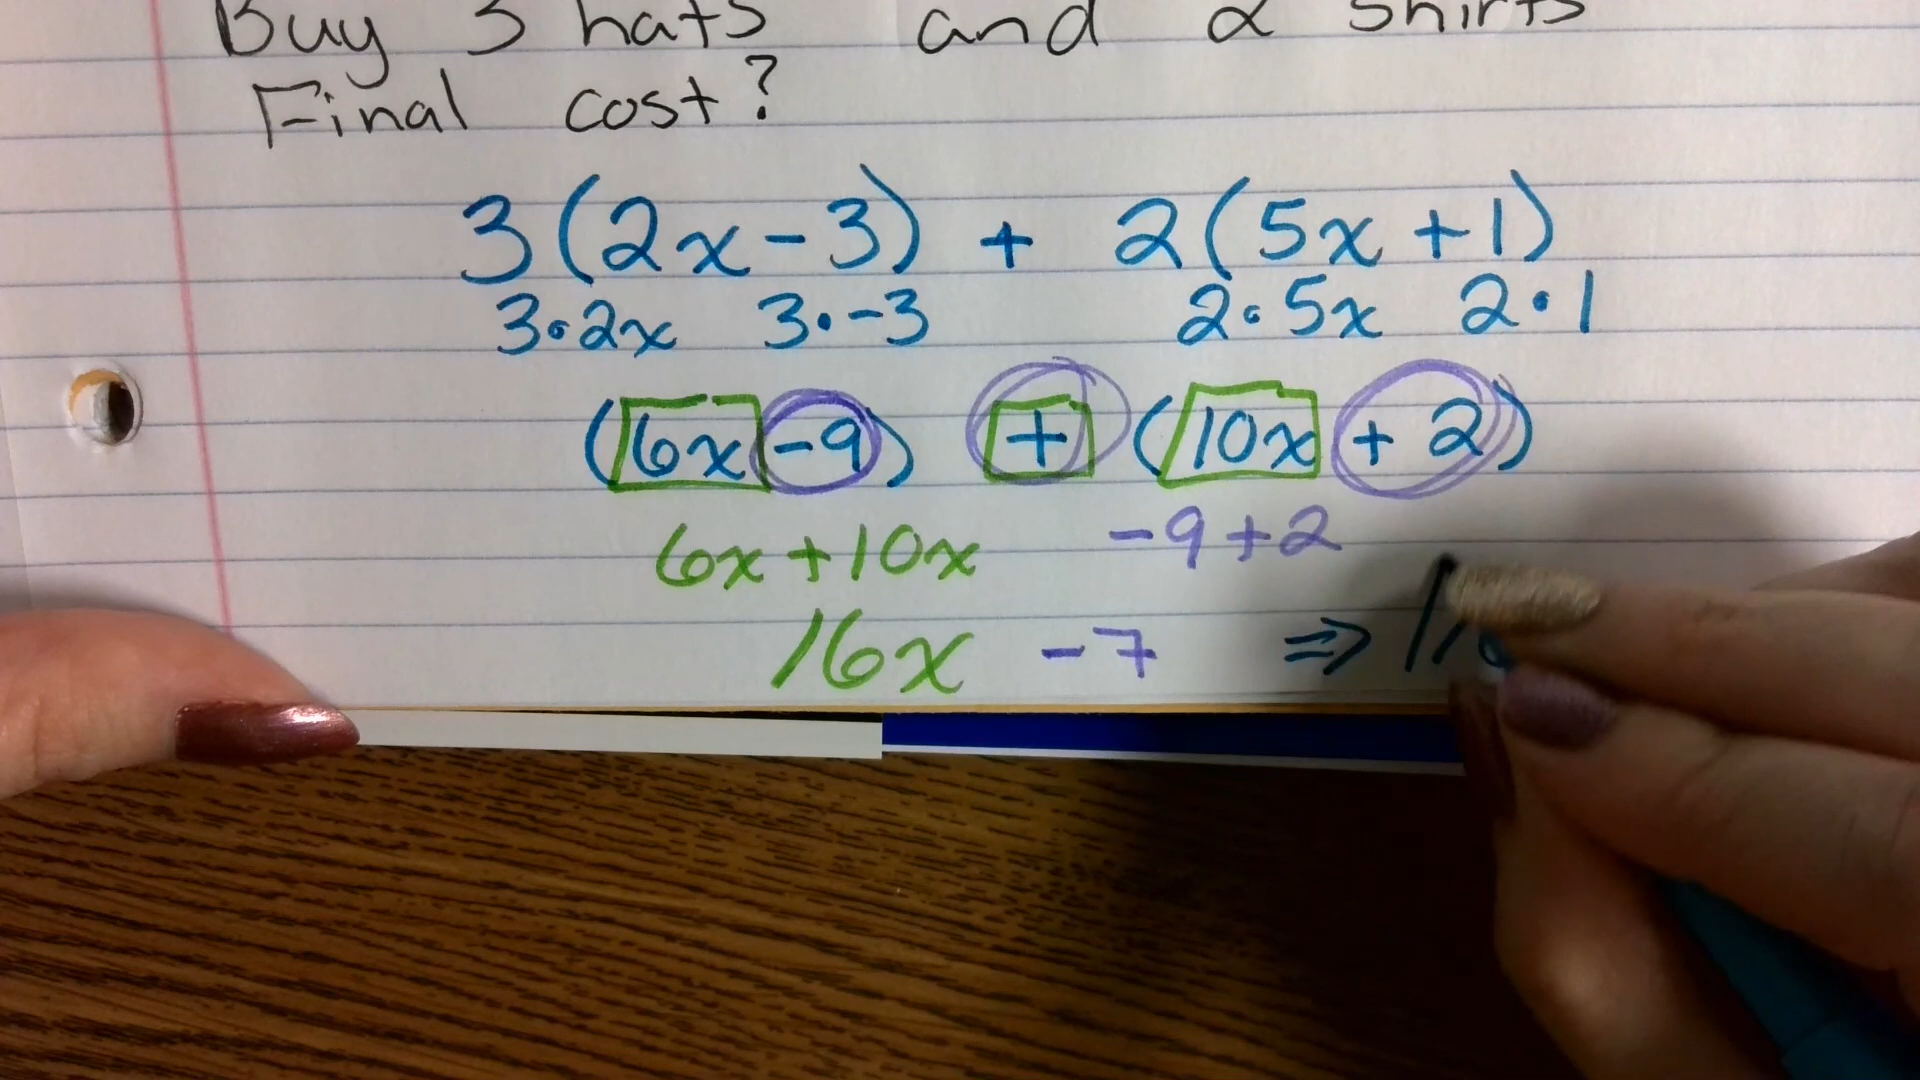 Buy 3 hats and 2 shirts
Final cost?
3(2x-3) + 2(5x+1)
3•2x 3•-3 2•5x 2•1
(6x-9) + (10x+2)
6x+10x -9+2
16x -7 ⇒